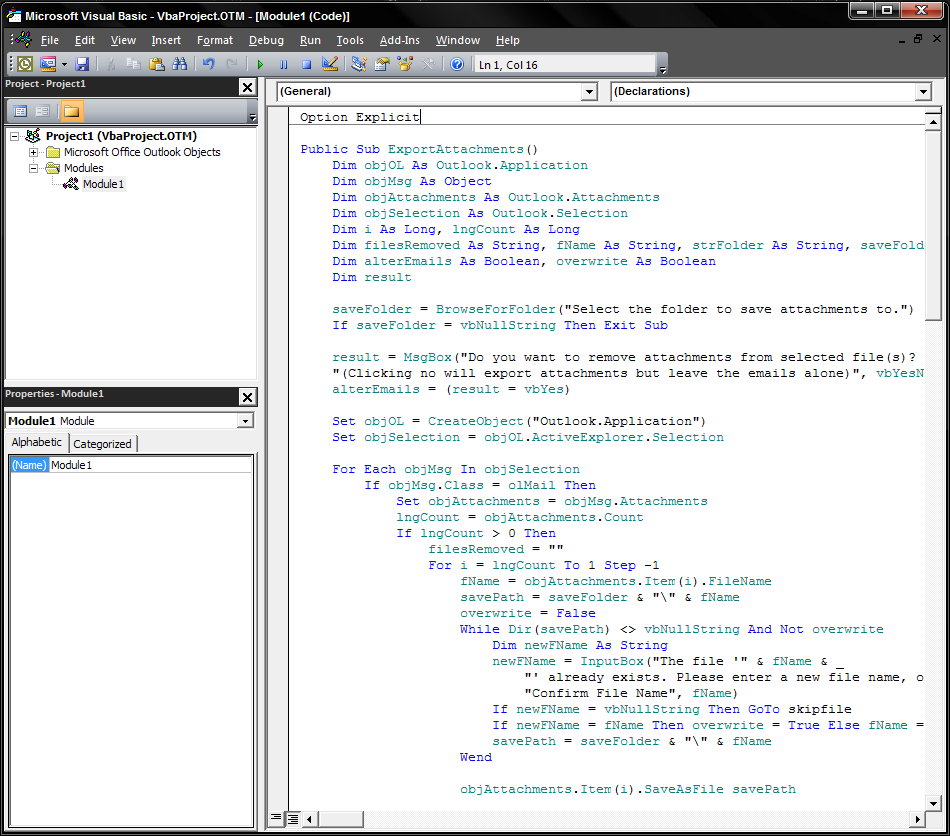 Microsoft Visual Basic - VbaProject.OTM - [Module1 (Code)]
File Edit View Insert Format Debug Run Tools Add-Ins Window Help
Ln 1, Col 16
Project - Project1
Project1 (VbaProject.OTM)
Microsoft Office Outlook Objects
Modules
Module1
Properties - Module1
Module1 Module
Alphabetic Categorized
(Name) Module1
(General) (Declarations)
Option Explicit
Public Sub ExportAttachments()
Dim objOL As Outlook.Application
Dim objMsg As Object
Dim objAttachments As Outlook.Attachments
Dim objSelection As Outlook.Selection
Dim i As Long, lngCount As Long
Dim filesRemoved As String, fName As String, strFolder As String, saveFold
Dim alterEmails As Boolean, overwrite As Boolean
Dim result
saveFolder = BrowseForFolder("Select the folder to save attachments to.")
If saveFolder = vbNullString Then Exit Sub
result = MsgBox("Do you want to remove attachments from selected file(s)?
"(Clicking no will export attachments but leave the emails alone)", vbYesN
alterEmails = (result = vbYes)
Set objOL = CreateObject("Outlook.Application")
Set objSelection = objOL.ActiveExplorer.Selection
For Each objMsg In objSelection
If objMsg.Class = olMail Then
Set objAttachments = objMsg.Attachments
lngCount = objAttachments.Count
If lngCount > 0 Then
filesRemoved = ""
For i = lngCount To 1 Step -1
fName = objAttachments.Item(i).FileName
savePath = saveFolder & "\" & fName
overwrite = False
While Dir(savePath) <> vbNullString And Not overwrite
Dim newFName As String
newFName = InputBox("The file '" & fName & _
"' already exists. Please enter a new file name, o
"Confirm File Name", fName)
If newFName = vbNullString Then GoTo skipfile
If newFName = fName Then overwrite = True Else fName =
savePath = saveFolder & "\" & fName
Wend
objAttachments.Item(i).SaveAsFile savePath